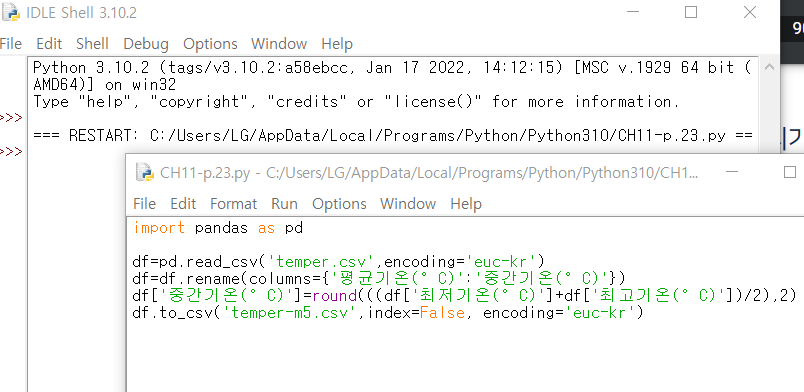 IDLE Shell 3.10.2
File Edit Shell Debug Options Window Help
Python 3.10.2 (tags/v3.10.2:a58ebcc, Jan 17 2022, 14:12:15) [MSC v.1929 64 bit (
AMD64)] on win32
Type "help", "copyright", "credits" or "license()" for more information.
>>>
=== RESTART: C:/Users/LG/AppData/Local/Programs/Python/Python310/CH11-p.23.py ==
>>>
CH11-p.23.py - C:/Users/LG/AppData/Local/Programs/Python/Python310/CH1...
File Edit Format Run Options Window Help
import pandas as pd
df=pd.read_csv('temper.csv',encoding='euc-kr')
df=df.rename(columns={'평균기온(° C)':'중간기온(° C)'})
df['중간기온(° C)']=round(((df['최저기온(° C)']+df['최고기온(° C)'])/2),2)
df.to_csv('temper-m5.csv',index=False, encoding='euc-kr')